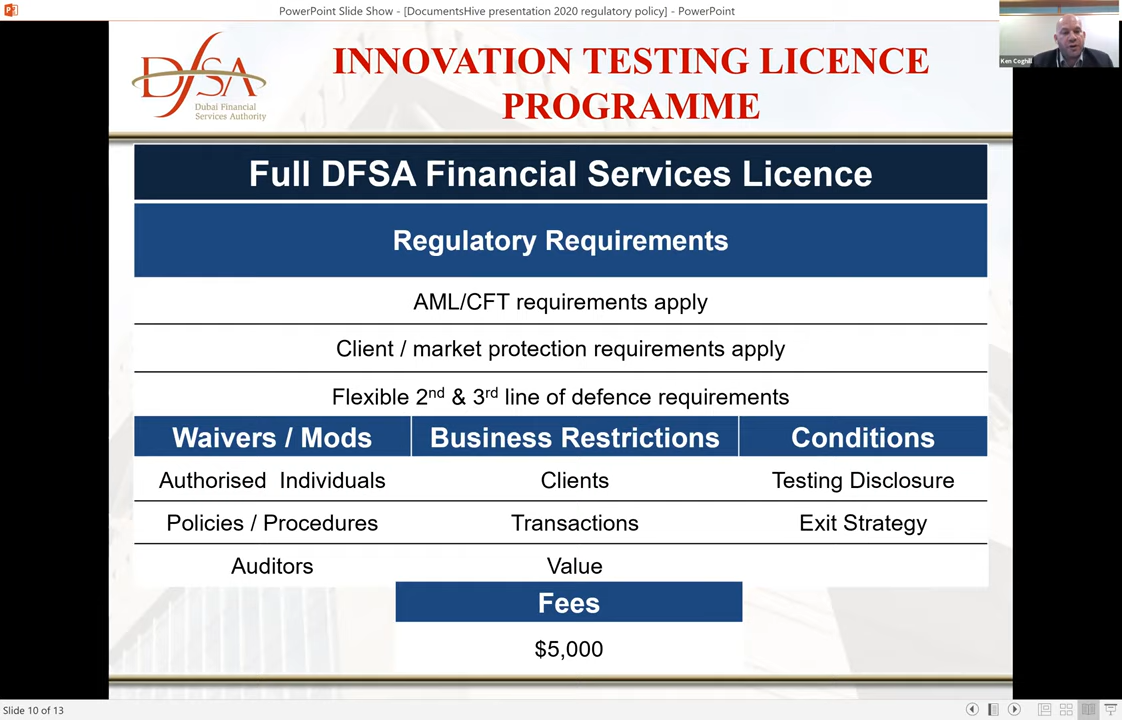 PowerPoint Slide Show - [DocumentsHive presentation 2020 regulatory policy] - PowerPoint
Ken Coghill
DFSA
Dubai Financial
Services Authority
INNOVATION TESTING LICENCE
PROGRAMME
Full DFSA Financial Services Licence
Regulatory Requirements
AML/CFT requirements apply
Client / market protection requirements apply
Flexible 2nd & 3rd line of defence requirements
Waivers / Mods Business Restrictions Conditions
Authorised Individuals Clients Testing Disclosure
Policies / Procedures Transactions Exit Strategy
Auditors Value
Fees
$5,000
Slide 10 of 13